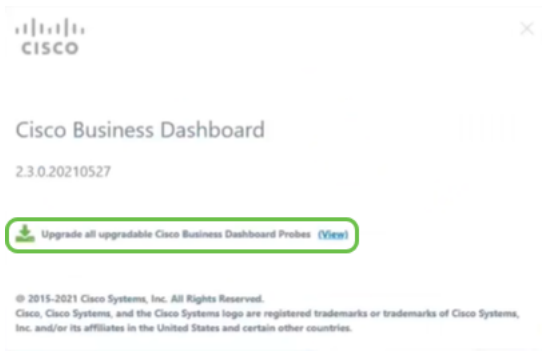 CISCO
Cisco Business Dashboard
2.3.0.20210527
Upgrade all upgradable Cisco Business Dashboard Probes (View)
© 2015-2021 Cisco Systems, Inc. All Rights Reserved.
Cisco, Cisco Systems, and the Cisco Systems logo are registered trademarks or trademarks of Cisco Systems,
Inc. and/or its affiliates in the United States and certain other countries.